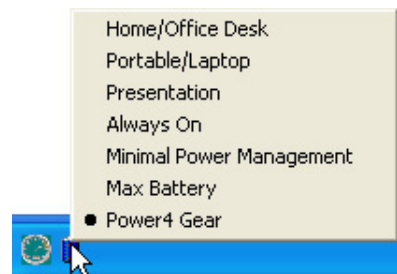 Home/Office Desk
Portable/Laptop
Presentation
Always On
Minimal Power Management
Max Battery
Power4 Gear